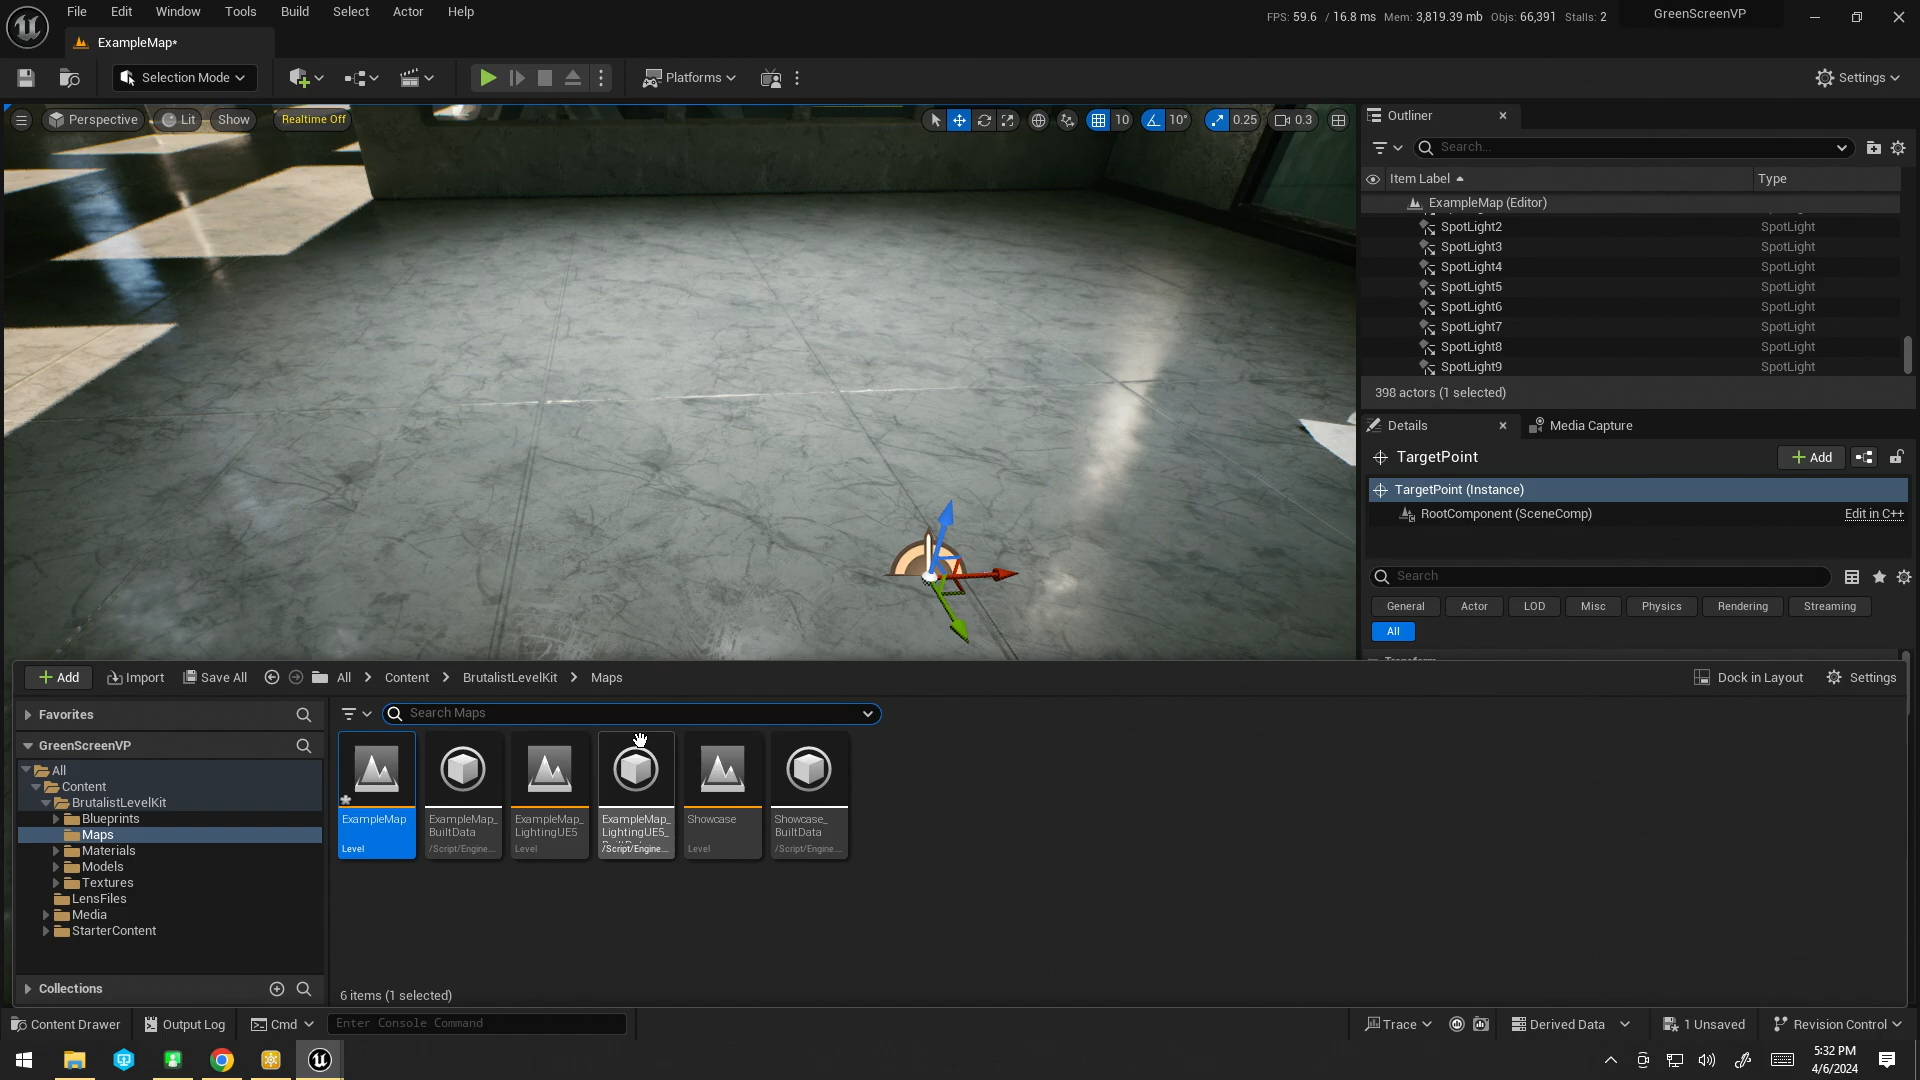 File Edit Window Tools Build Select Actor Help
FPS: 59.6 / 16.8 ms Mem: 3,819.39 mb Objs: 66,391 Stalls: 2
GreenScreenVP
ExampleMap*
Selection Mode
Platforms
Settings
Perspective Lit Show Realtime Off
10 10° 0.25 0.3
Outliner
Search...
Item Label Type
ExampleMap (Editor)
SpotLight2 SpotLight
SpotLight3 SpotLight
SpotLight4 SpotLight
SpotLight5 SpotLight
SpotLight6 SpotLight
SpotLight7 SpotLight
SpotLight8 SpotLight
SpotLight9 SpotLight
398 actors (1 selected)
Details Media Capture
TargetPoint
Add
TargetPoint (Instance)
RootComponent (SceneComp) Edit in C++
Search
General Actor LOD Misc Physics Rendering Streaming
All
Add Import Save All All Content BrutalistLevelKit Maps
Dock in Layout Settings
Favorites
GreenScreenVP
All
Content
BrutalistLevelKit
Blueprints
Maps
Materials
Models
Textures
LensFiles
Media
StarterContent
Collections
Search Maps
ExampleMap
Level
ExampleMap_
BuiltData
/Script/Engine...
ExampleMap_
LightingUE5
Level
ExampleMap_
LightingUE5_
/Script/Engine...
Showcase
Level
Showcase_
BuiltData
/Script/Engine...
6 items (1 selected)
Content Drawer Output Log Cmd Enter Console Command
Trace Derived Data 1 Unsaved Revision Control
5:32 PM
4/6/2024